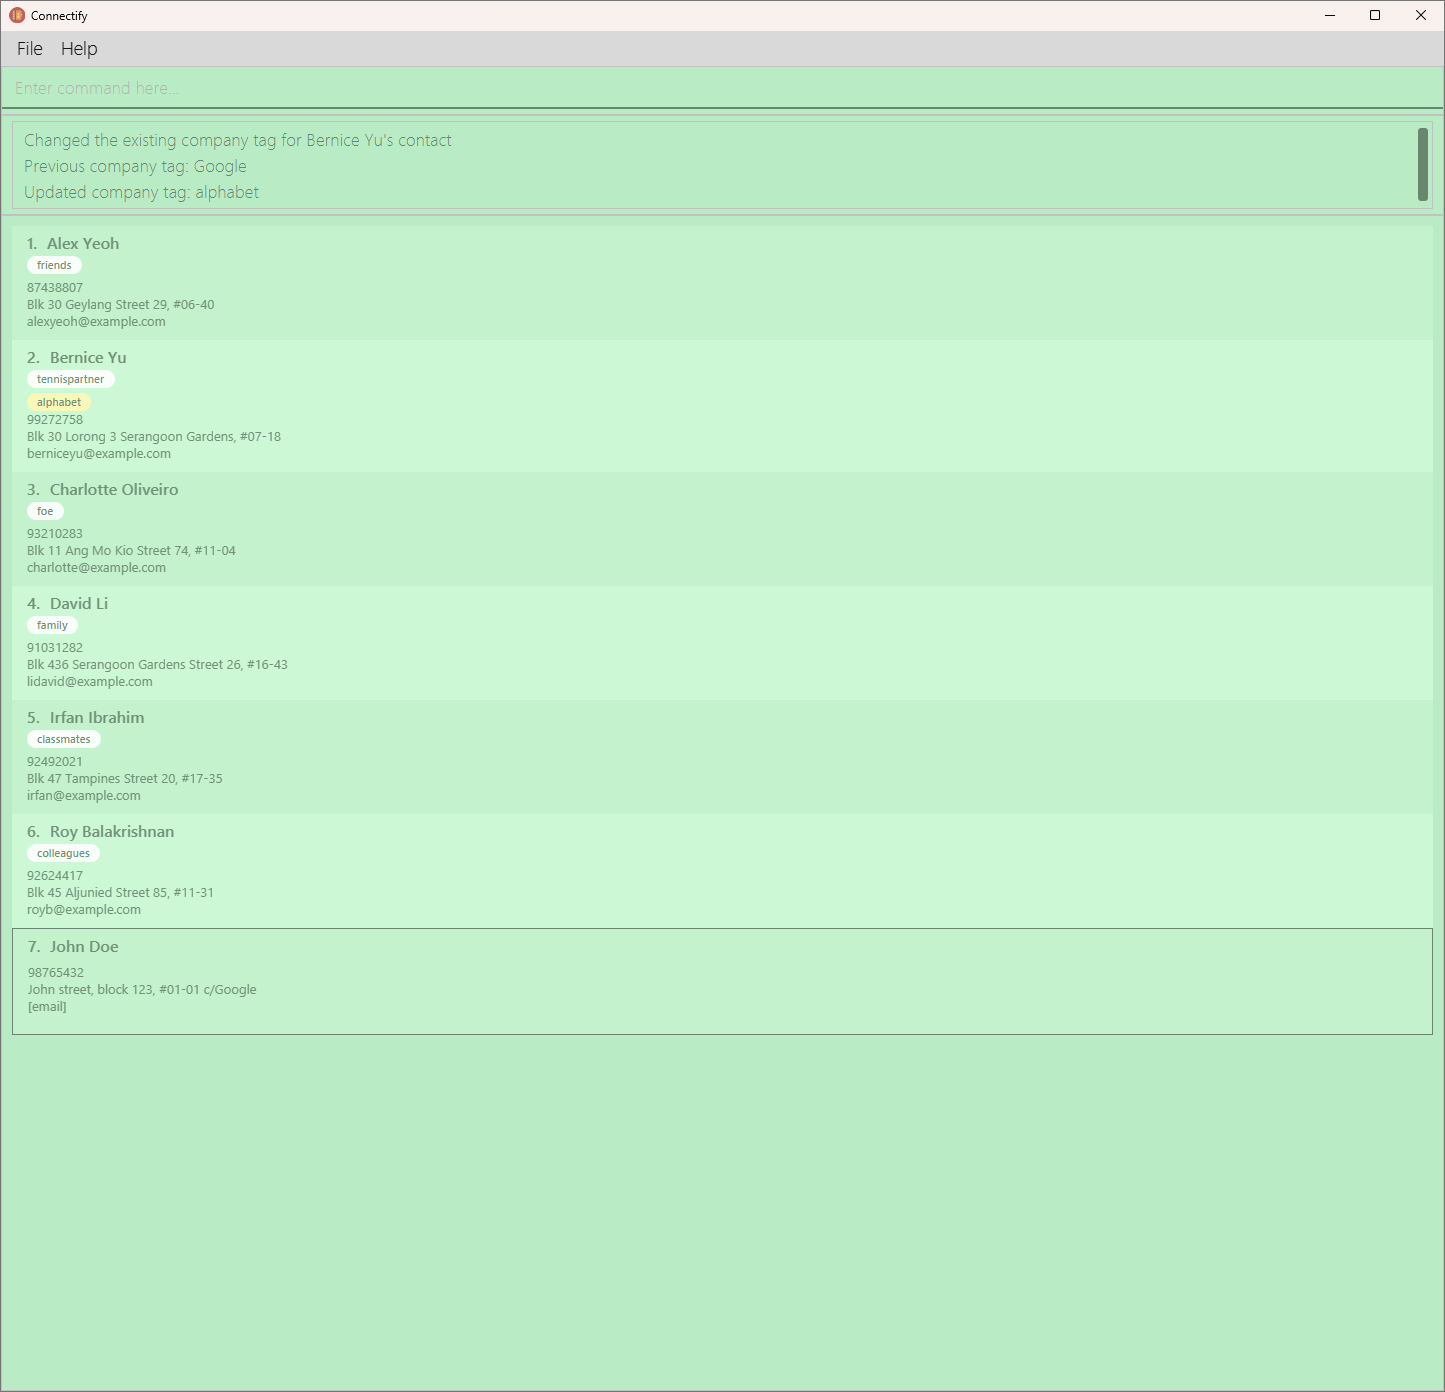 Connectify
File Help
Enter command here...
Changed the existing company tag for Bernice Yu's contact
Previous company tag: Google
Updated company tag: alphabet
1. Alex Yeoh
friends
87438807
Blk 30 Geylang Street 29, #06-40
alexyeoh@example.com
2. Bernice Yu
tennispartner
alphabet
99272758
Blk 30 Lorong 3 Serangoon Gardens, #07-18
berniceyu@example.com
3. Charlotte Oliveiro
foe
93210283
Blk 11 Ang Mo Kio Street 74, #11-04
charlotte@example.com
4. David Li
family
91031282
Blk 436 Serangoon Gardens Street 26, #16-43
lidavid@example.com
5. Irfan Ibrahim
classmates
92492021
Blk 47 Tampines Street 20, #17-35
irfan@example.com
6. Roy Balakrishnan
colleagues
92624417
Blk 45 Aljunied Street 85, #11-31
royb@example.com
7. John Doe
98765432
John street, block 123, #01-01 c/Google
[email]